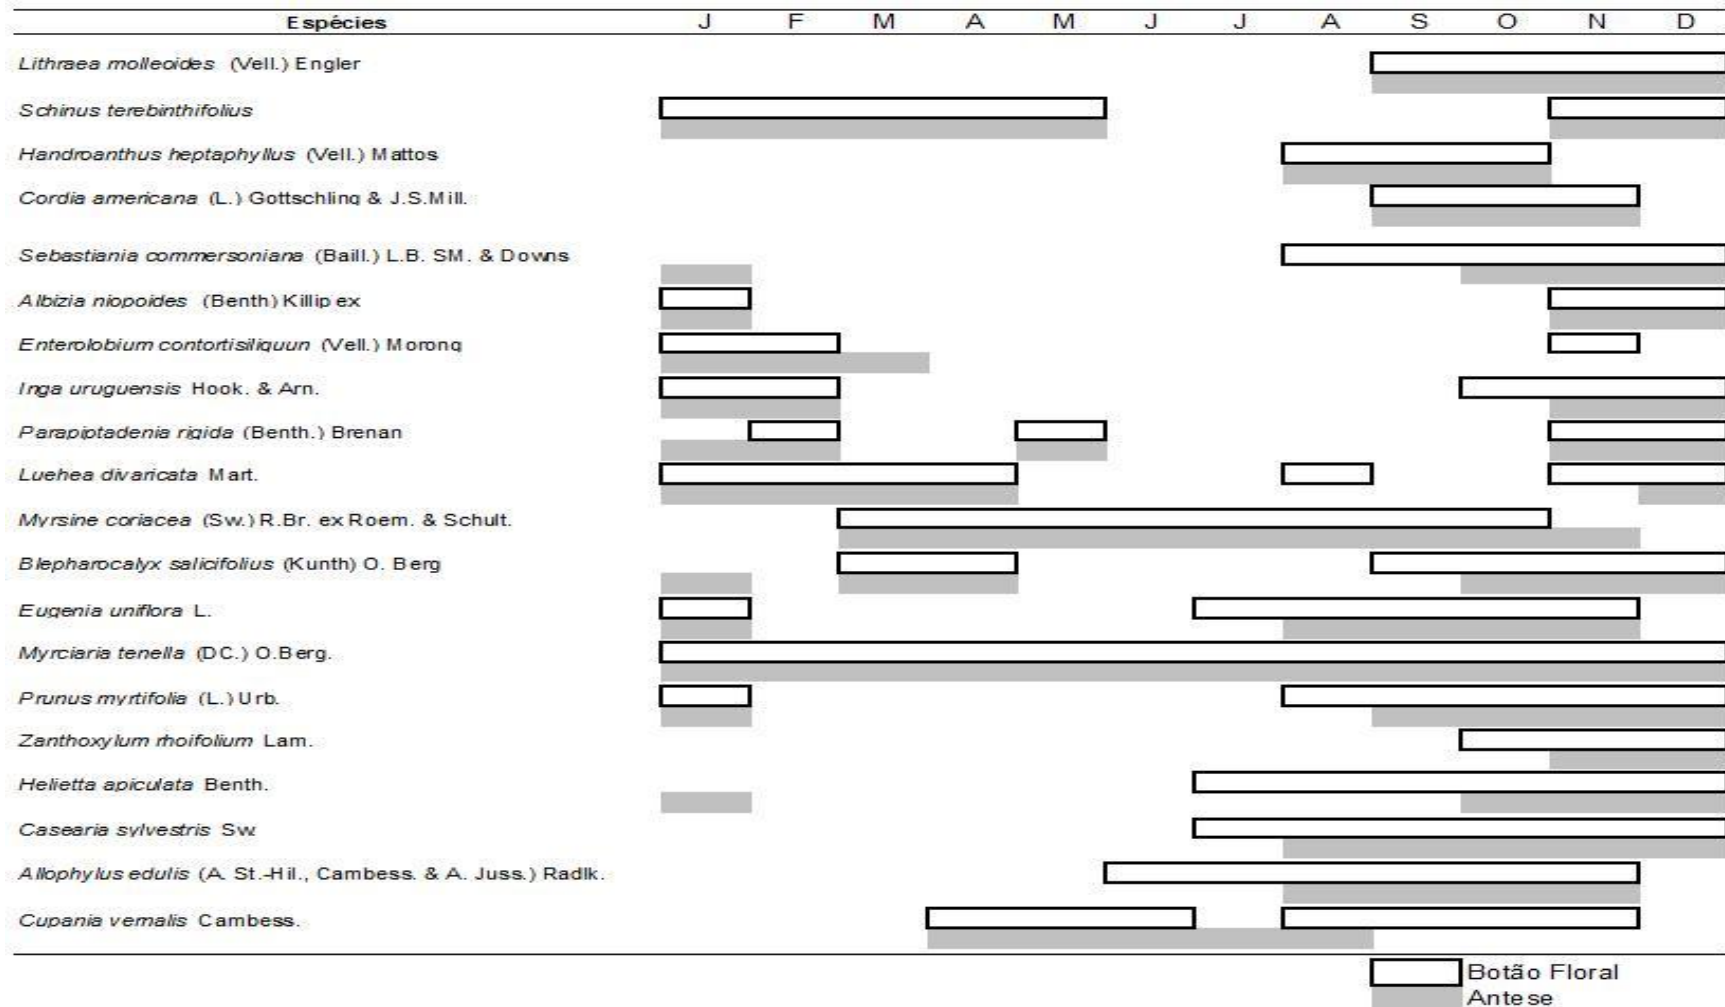 Espécies J F M A M J J A S O N D
Lithraea molleoides (Vell.) Engler
Schinus terebinthifolius
Handroanthus heptaphyllus (Vell.) Mattos
Cordia americana (L.) Gottschling & J.S.Mill.
Sebastiania commersoniana (Baill.) L.B. SM. & Downs
Albizia niopoides (Benth) Killip ex
Enterolobium contortisiliquun (Vell.) Morong
Inga uruguensis Hook. & Arn.
Parapiptadenia rigida (Benth.) Brenan
Luehea divaricata Mart.
Myrsine coriacea (Sw.) R.Br. ex Roem. & Schult.
Blepharocalyx salicifolius (Kunth) O. Berg
Eugenia uniflora L.
Myrciaria tenella (DC.) O.Berg.
Prunus myrtifolia (L.) Urb.
Zanthoxylum rhoifolium Lam.
Helietta apiculata Benth.
Casearia sylvestris Sw.
Allophylus edulis (A. St.-Hil., Cambess. & A. Juss.) Radlk.
Cupania vernalis Cambess.
Botão Floral
Antese